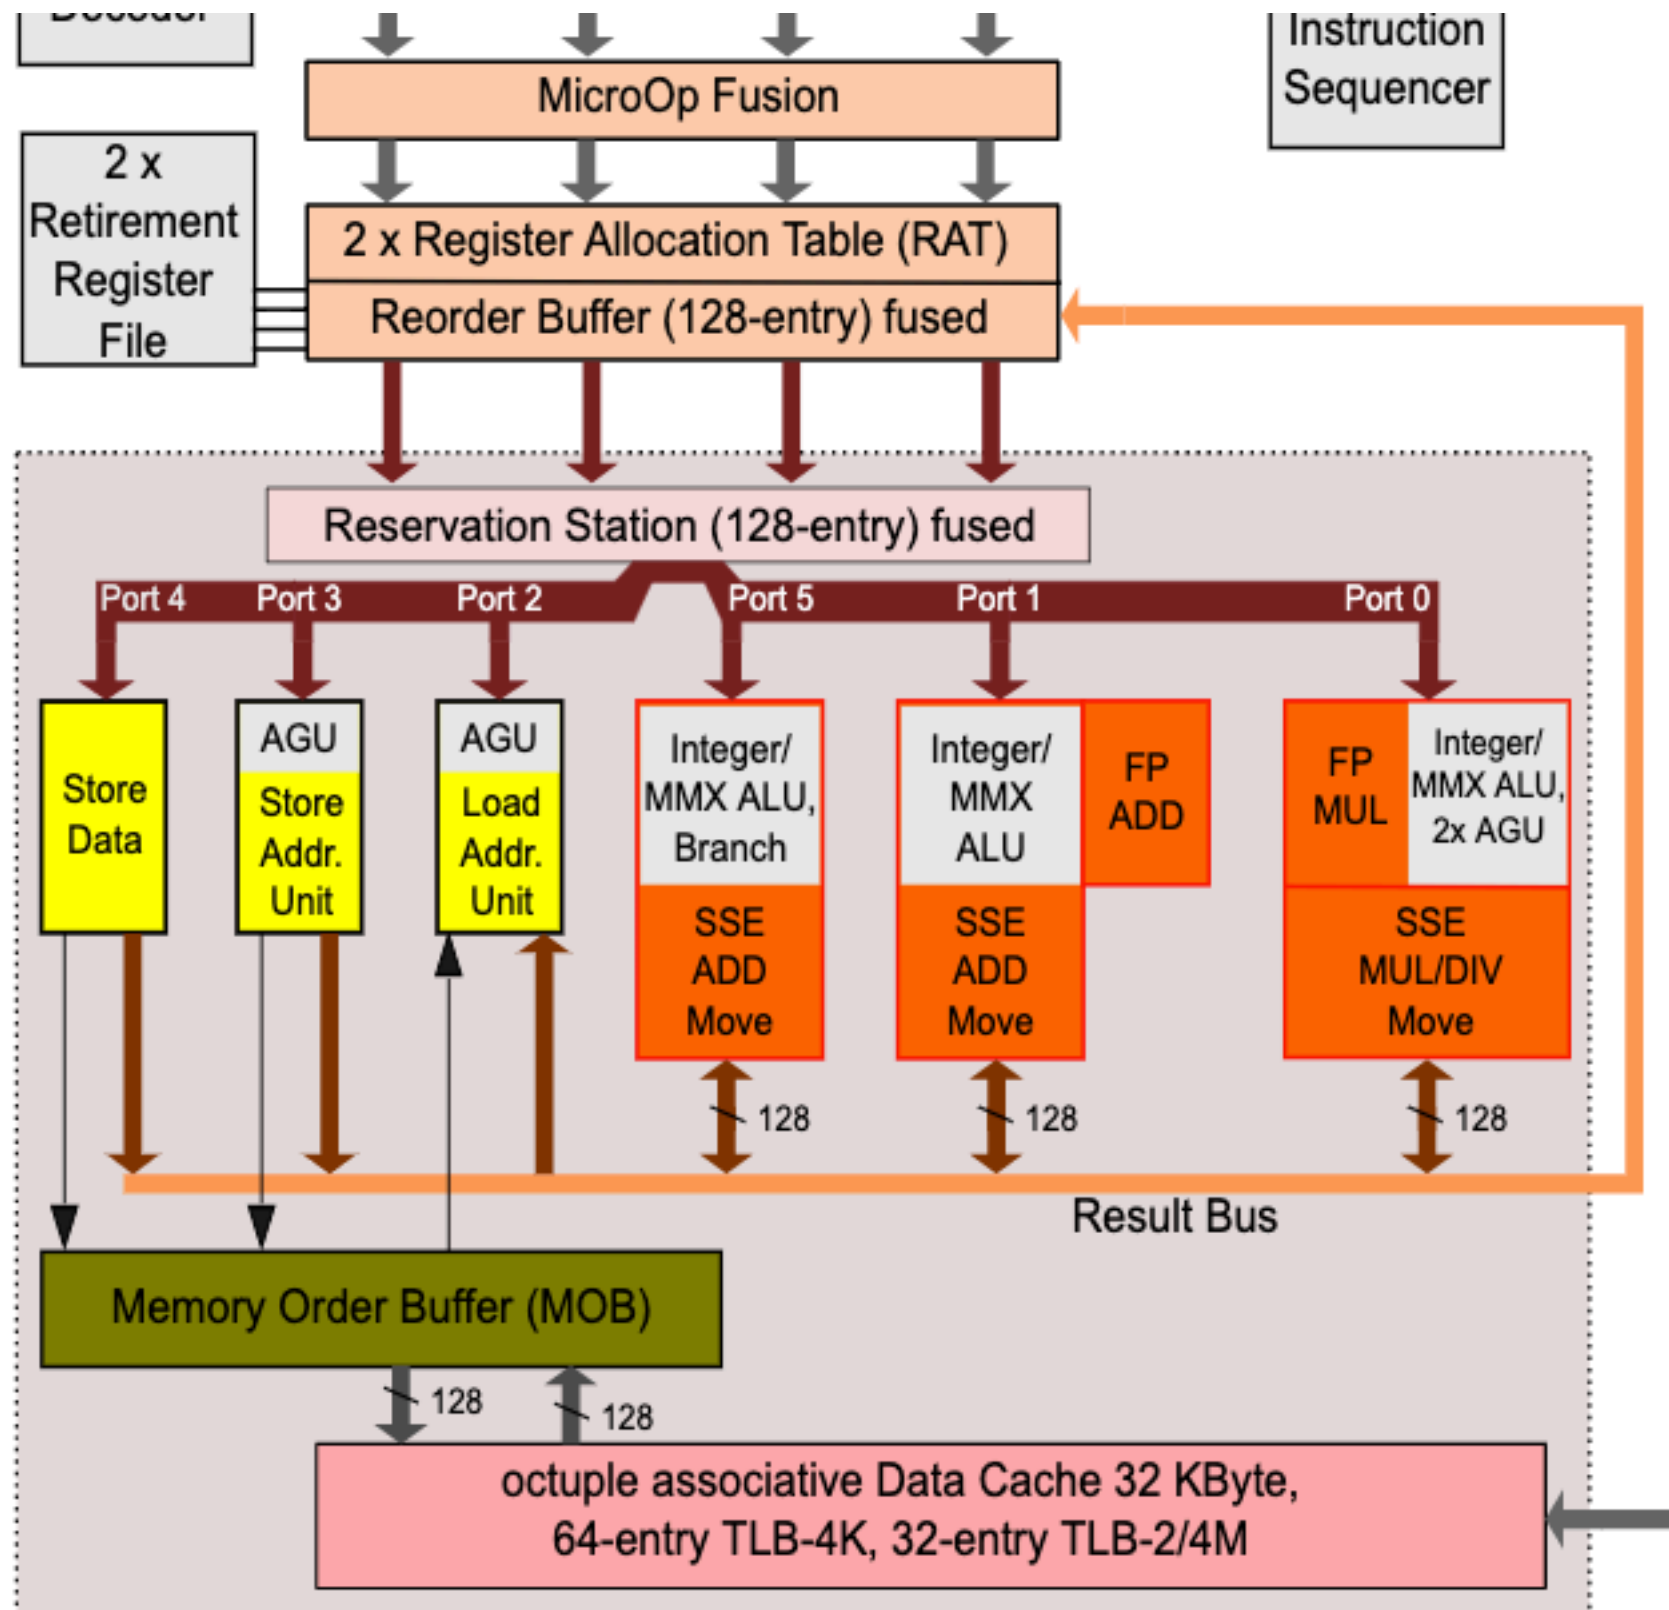 Decoder
Instruction
Sequencer
MicroOp Fusion
2 x
Retirement
Register
File
2 x Register Allocation Table (RAT)
Reorder Buffer (128-entry) fused
Reservation Station (128-entry) fused
Port 4
Port 3
Port 2
Port 5
Port 1
Port 0
Store
Data
AGU
Store
Addr.
Unit
AGU
Load
Addr.
Unit
Integer/
MMX ALU,
Branch
SSE
ADD
Move
Integer/
MMX
ALU
FP
ADD
SSE
ADD
Move
FP
MUL
Integer/
MMX ALU,
2x AGU
SSE
MUL/DIV
Move
128
128
128
Result Bus
Memory Order Buffer (MOB)
128
128
octuple associative Data Cache 32 KByte,
64-entry TLB-4K, 32-entry TLB-2/4M